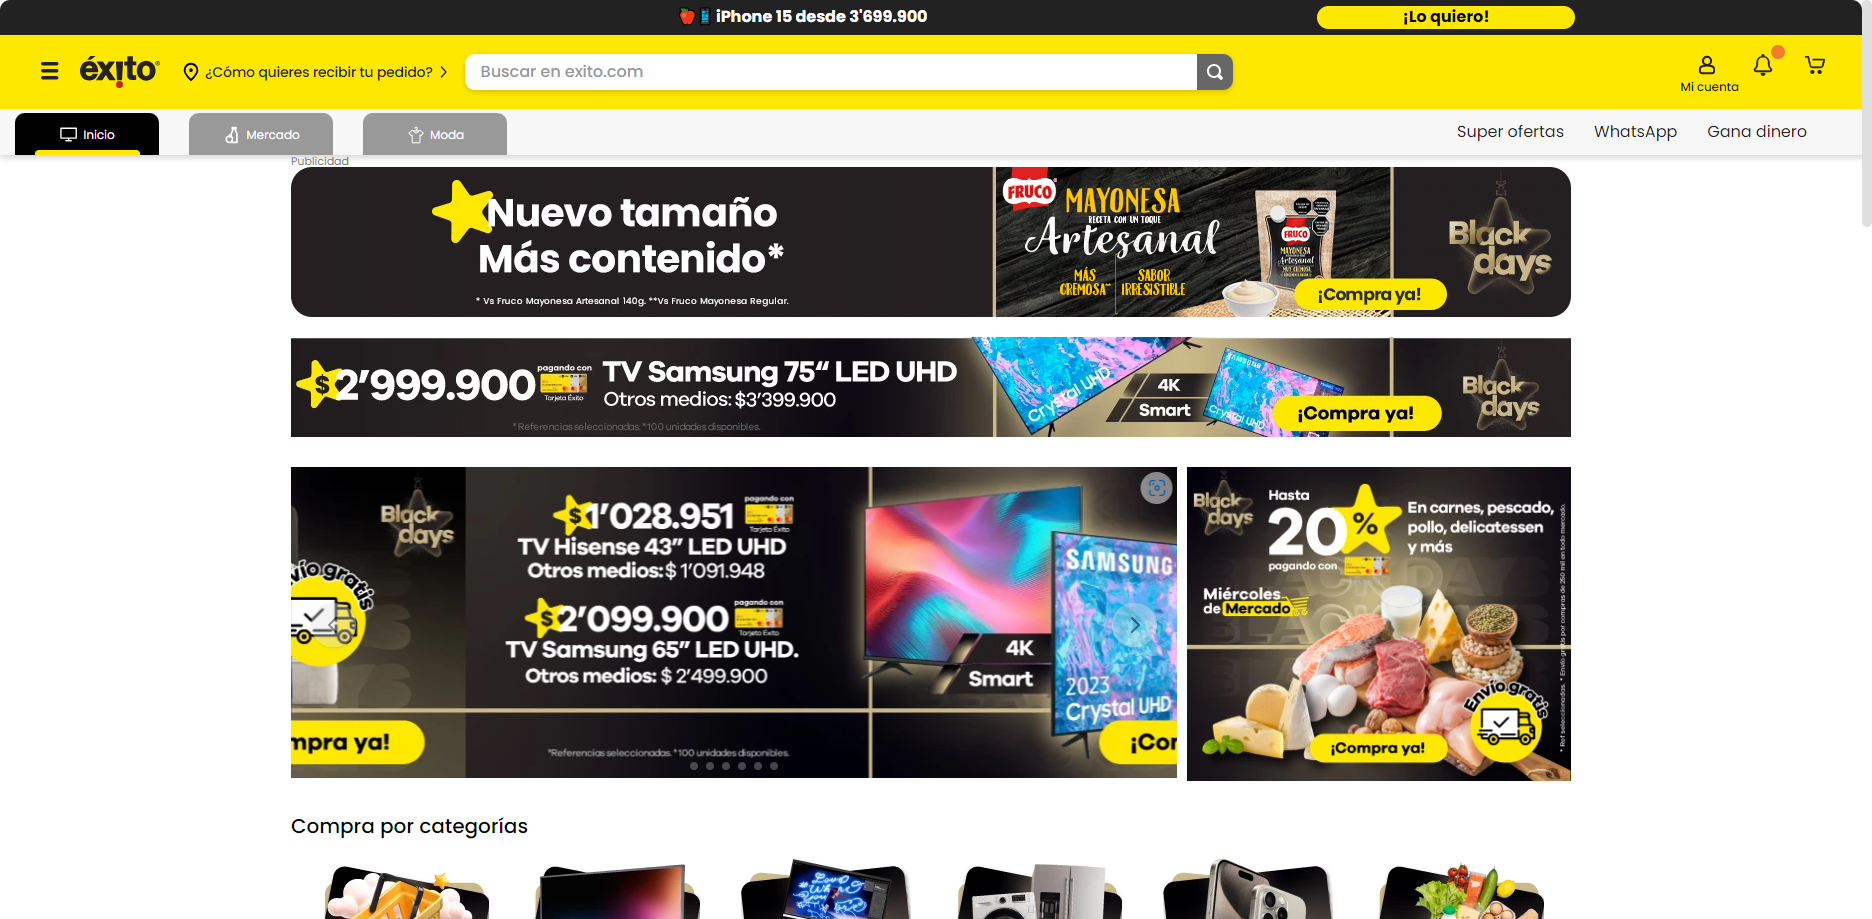 iPhone 15 desde 3'699.900
¡Lo quiero!
éxito
¿Cómo quieres recibir tu pedido?
Buscar en exito.com
Mi cuenta
Inicio
Mercado
Moda
Super ofertas
WhatsApp
Gana dinero
Publicidad
Nuevo tamaño
Más contenido*
* Vs Fruco Mayonesa Artesanal 140g. **Vs Fruco Mayonesa Regular.
FRUCO
MAYONESA
RECETA CON UN TOQUE
Artesanal
MÁS
CREMOSA**
SABOR
IRRESISTIBLE
FRUCO
MAYONESA
Artesanal
¡Compra ya!
Black
days
$2'999.900
pagando con
Tarjeta Éxito
TV Samsung 75“ LED UHD
Otros medios: $3'399.900
*Referencias seleccionadas. *100 unidades disponibles.
Crystal UHD
4K
Smart
SAMSUNG
Crystal UHD
¡Compra ya!
Black
days
Black
days
vío gratis
mpra ya!
$1'028.951
pagando con
Tarjeta Éxito
TV Hisense 43” LED UHD
Otros medios: $ 1'091.948
$2'099.900
pagando con
Tarjeta Éxito
TV Samsung 65” LED UHD.
Otros medios: $ 2'499.900
*Referencias seleccionadas. *100 unidades disponibles.
4K
Smart
SAMSUNG
2023
Crystal UHD
¡Cor
Black
days
Hasta
20%
pagando con
En carnes, pescado,
pollo, delicatessen
y más
Miércoles
de Mercado
Envío gratis
¡Compra ya!
Compra por categorías